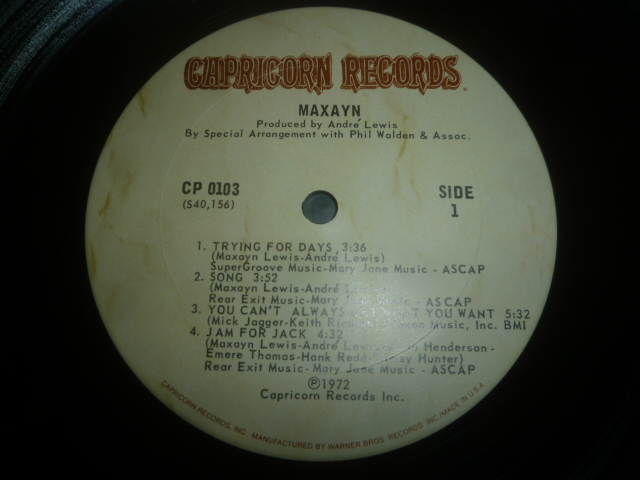 CAPRICORN RECORDS
MAXAYN
Produced by André Lewis
By Special Arrangement with Phil Walden & Assoc.
CP 0103
(S40,156)
SIDE
1
1. TRYING FOR DAYS 3:36
(Maxayn Lewis-André Lewis)
SuperGroove Music-Mary Jane Music - ASCAP
2. SONG 3:52
(Maxayn Lewis-André Lewis)
Rear Exit Music-Mary Music - ASCAP
3. YOU CAN'T ALWAYS YOU WANT 5:32
(Mick Jagger-Keith Music, Inc. BMI
4. JAM FOR JACK 4:32
(Maxayn Lewis-André Henderson-
Emere Thomas-Hank Redd- Hunter)
Rear Exit Music-Mary Jane Music - ASCAP
Ⓟ1972
Capricorn Records Inc.
CAPRICORN RECORDS, INC. MANUFACTURED BY WARNER BROS. RECORDS INC./MADE IN U.S.A.